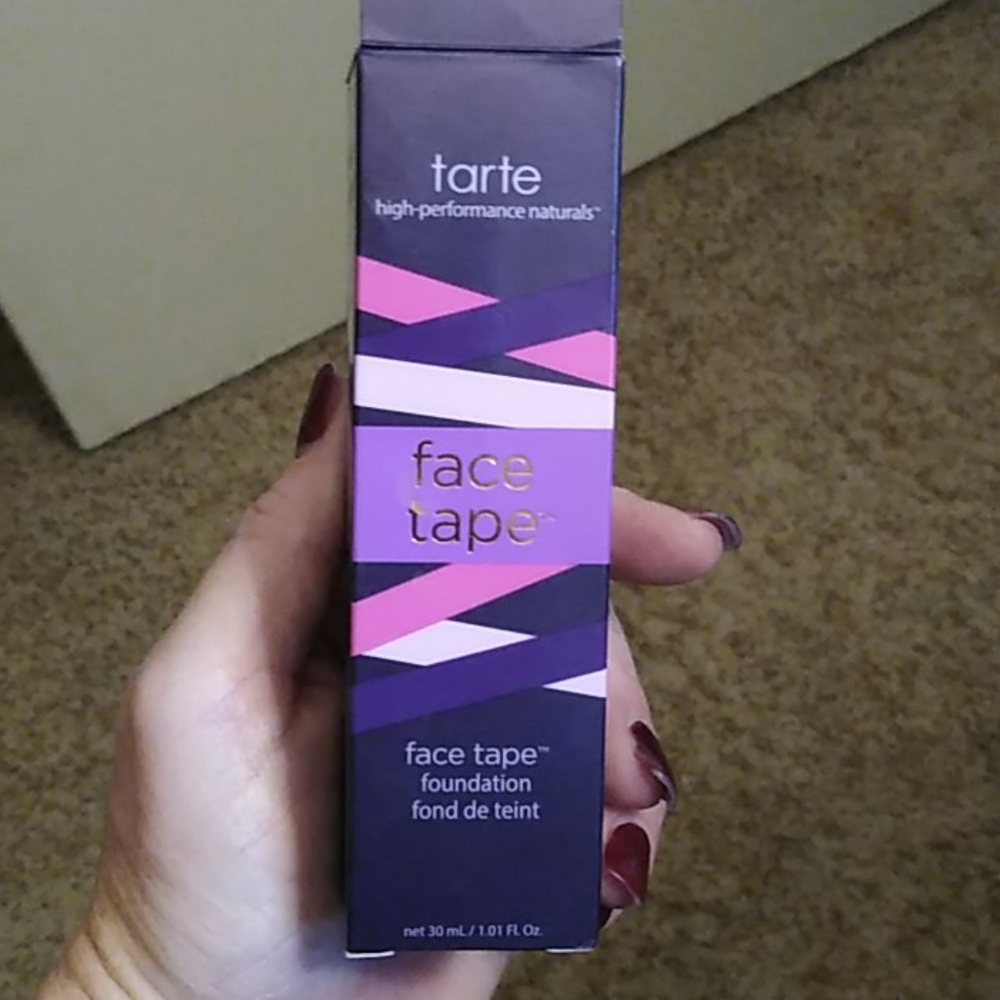 tarte
high-performance naturals™
face
tape™
face tape™
foundation
fond de teint
net 30 mL / 1.01 Fl. Oz.